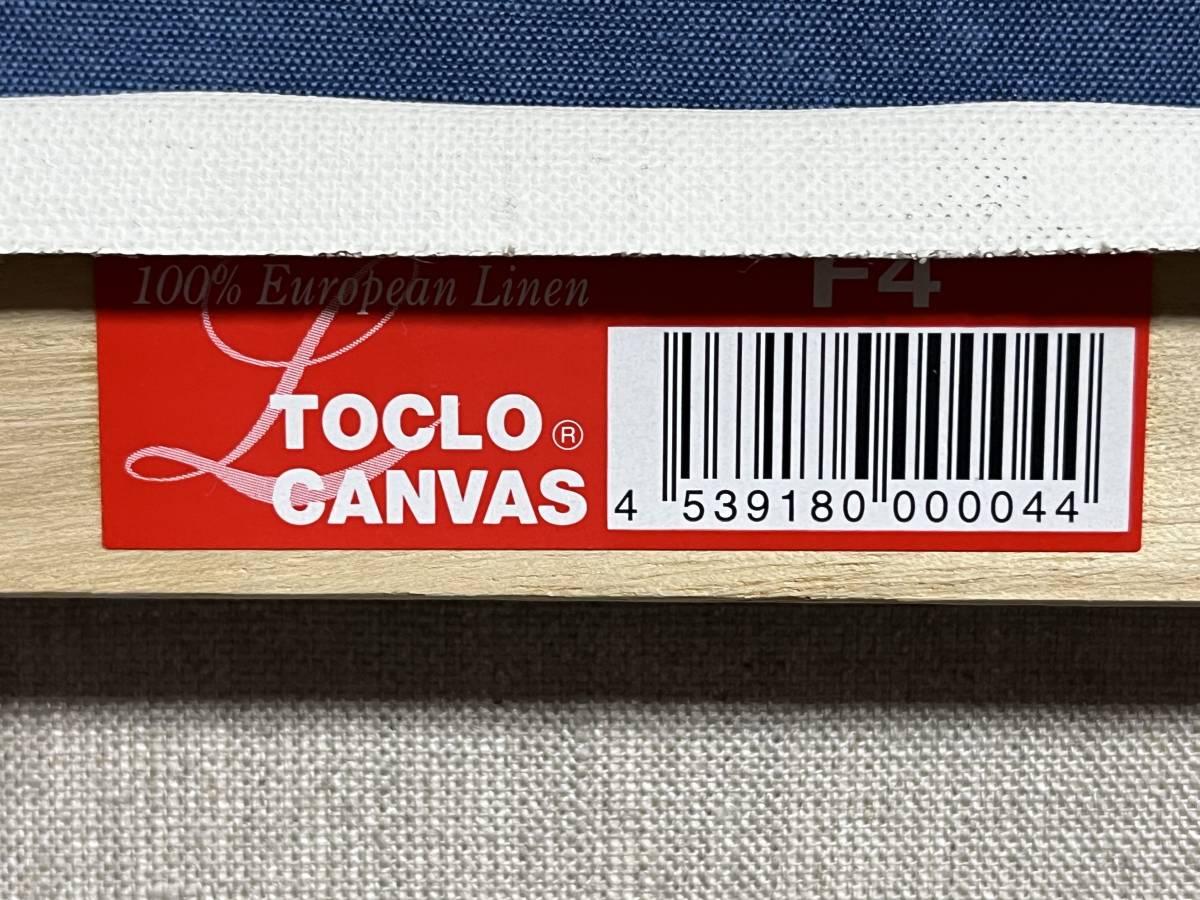 100% European Linen
F4
L
TOCLO®
CANVAS
4 539180 000044